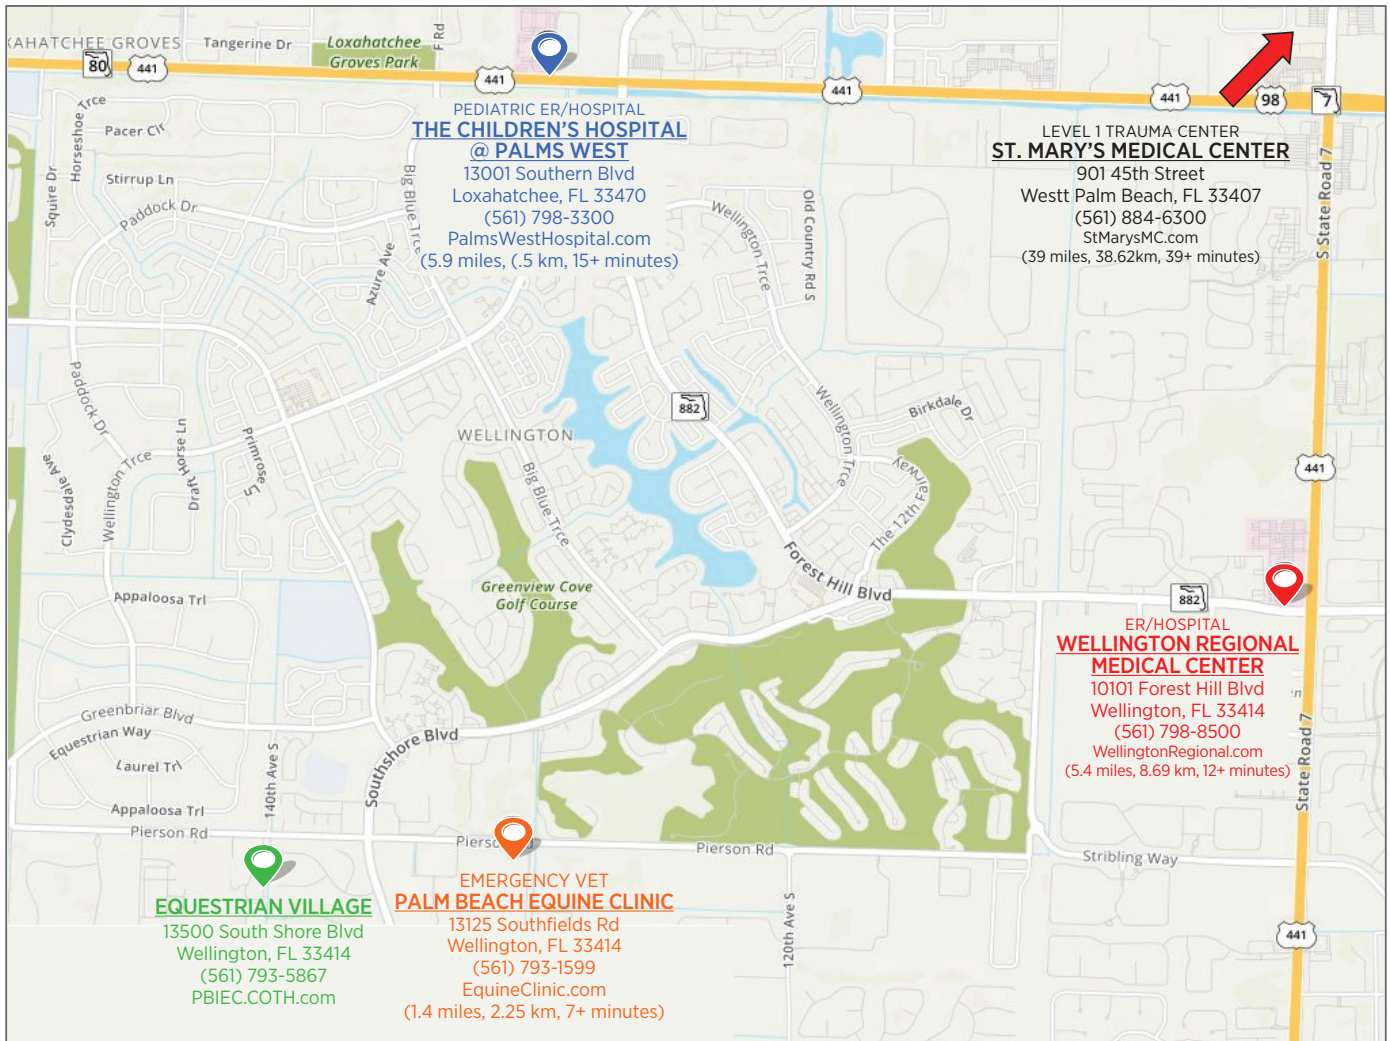 KAHATCHEE GROVES
Tangerine Dr
Loxahatchee
Groves Park
F Rd
80
441
441
441
441
98
7
Horseshoe Trce
Pacer Cir
Squire Dr
Stirrup Ln
Paddock Dr
Big Blue Trce
Azure Ave
PEDIATRIC ER/HOSPITAL
THE CHILDREN'S HOSPITAL
@ PALMS WEST
13001 Southern Blvd
Loxahatchee, FL 33470
(561) 798-3300
PalmsWestHospital.com
(5.9 miles, (.5 km, 15+ minutes)
Wellington Trce
Old Country Rd S
LEVEL 1 TRAUMA CENTER
ST. MARY'S MEDICAL CENTER
901 45th Street
Westt Palm Beach, FL 33407
(561) 884-6300
StMarysMC.com
(39 miles, 38.62km, 39+ minutes)
S State Road 7
Paddock Dr
Clydesdale Ave
Wellington Trce
Draft Horse Ln
Primrose Ln
WELLINGTON
Big Blue Trce
882
Wellington Trce
Birkdale Dr
The 12th Fairway
441
Forest Hill Blvd
Greenview Cove
Golf Course
Appaloosa Trl
882
ER/HOSPITAL
WELLINGTON REGIONAL
MEDICAL CENTER
10101 Forest Hill Blvd
Wellington, FL 33414
(561) 798-8500
WellingtonRegional.com
(5.4 miles, 8.69 km, 12+ minutes)
State Road 7
Greenbriar Blvd
Equestrian Way
Laurel Trl
Appaloosa Trl
140th Ave S
Southshore Blvd
Pierson Rd
Pierson Rd
Stribling Way
120th Ave S
441
EQUESTRIAN VILLAGE
13500 South Shore Blvd
Wellington, FL 33414
(561) 793-5867
PBIEC.COTH.com
EMERGENCY VET
PALM BEACH EQUINE CLINIC
13125 Southfields Rd
Wellington, FL 33414
(561) 793-1599
EquineClinic.com
(1.4 miles, 2.25 km, 7+ minutes)